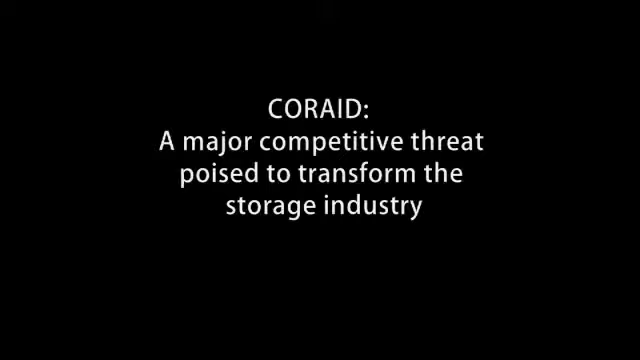 CORAID:
A major competitive threat
poised to transform the
storage industry